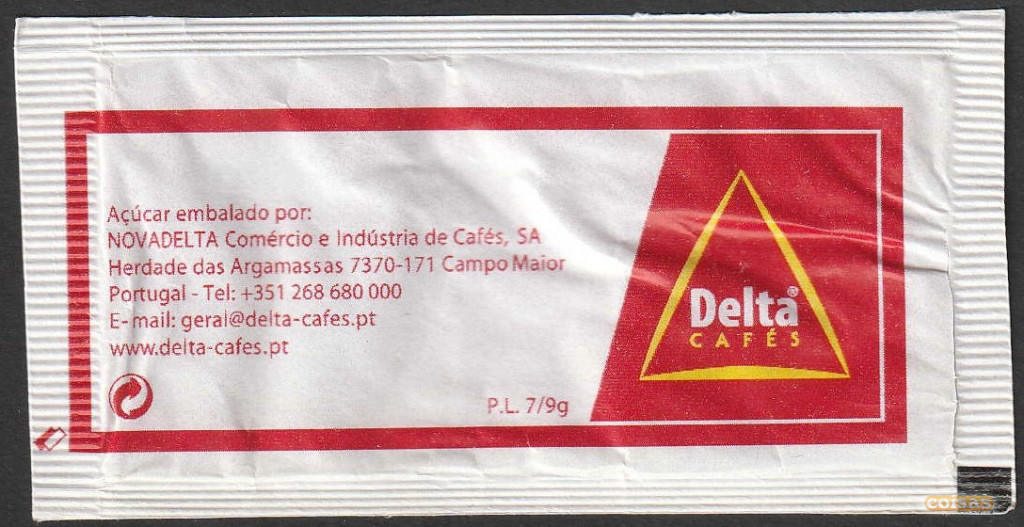 Açúcar embalado por:
NOVADELTA Comércio e Indústria de Cafés, SA
Herdade das Argamassas 7370-171 Campo Maior
Portugal - Tel: +351 268 680 000
E-mail: geral@delta-cafes.pt
www.delta-cafes.pt
P.L. 7/9g
Delta®
CAFÉS
coisas